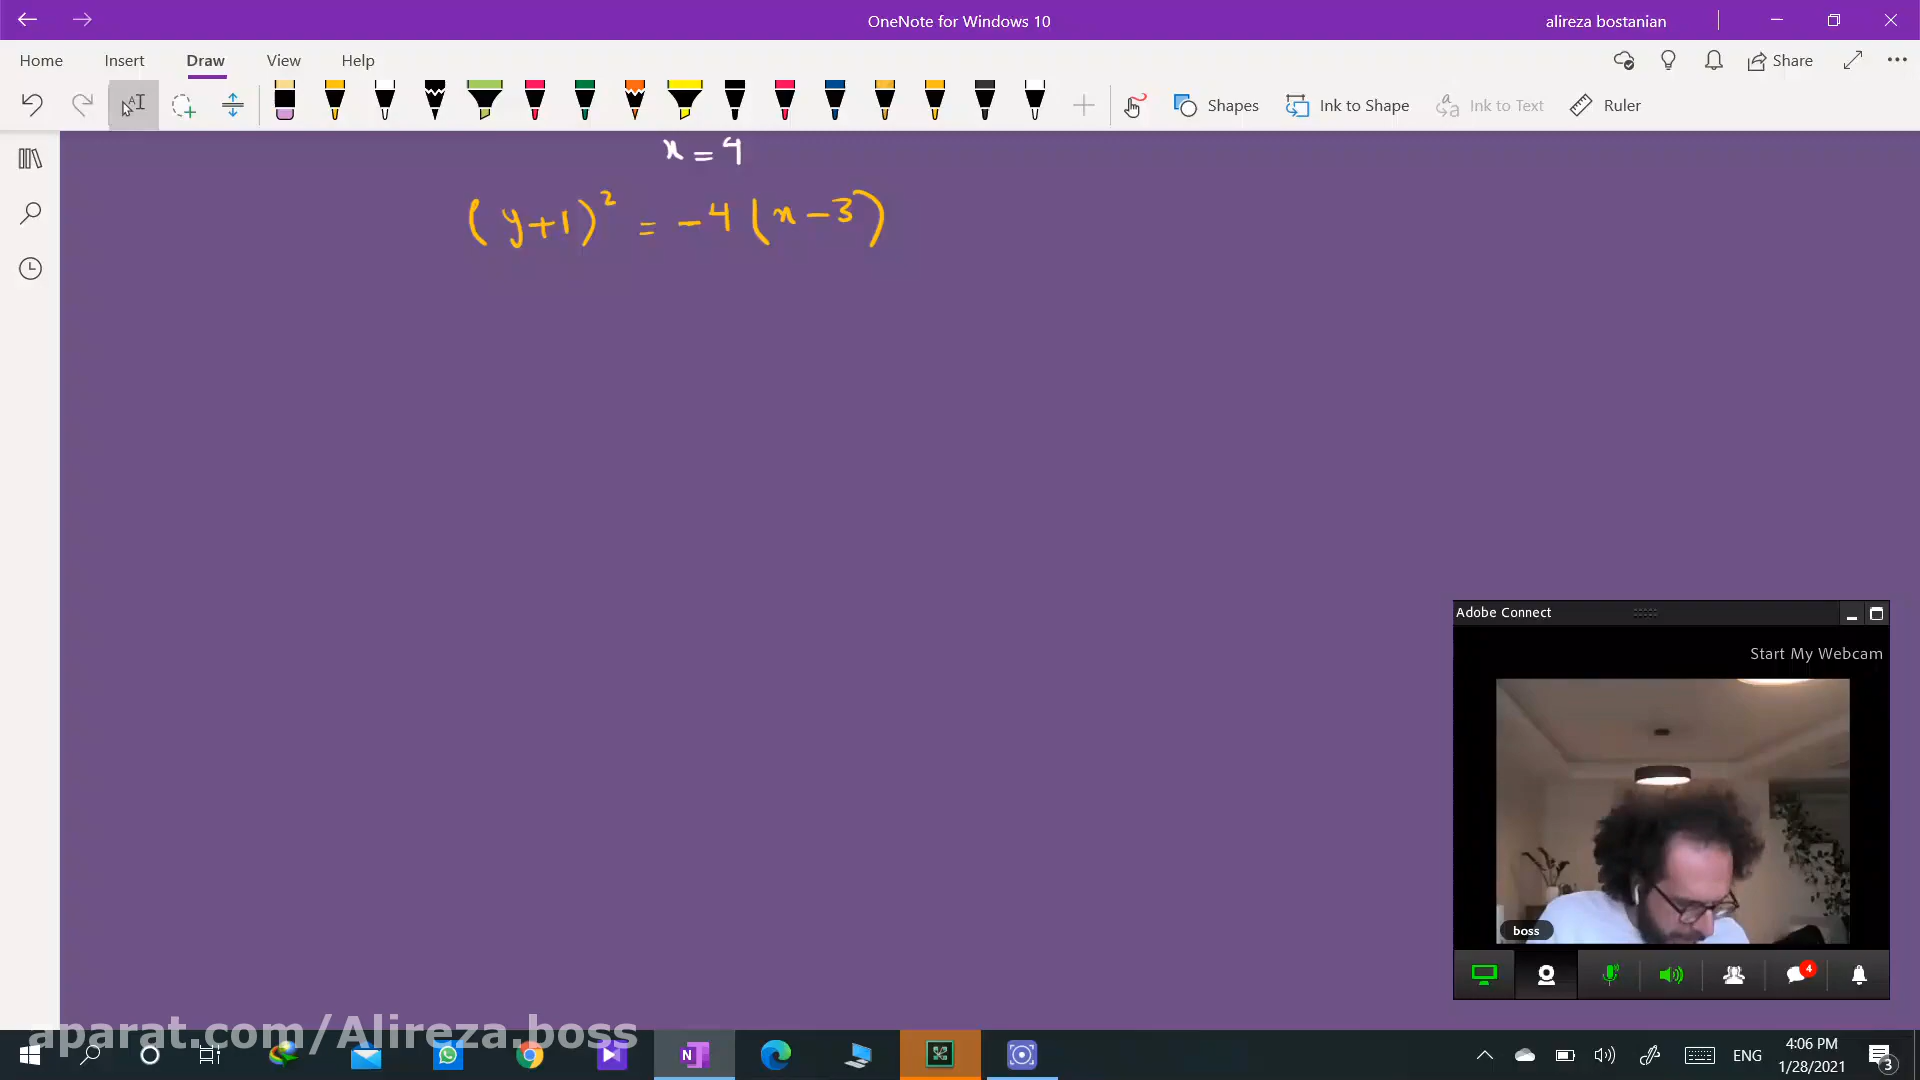 OneNote for Windows 10
alireza bostanian
Home Insert Draw View Help
Share
Shapes Ink to Shape Ink to Text Ruler
x = 4
(y+1)² = -4(x-3)
Adobe Connect
Start My Webcam
boss
4
aparat.com/Alireza.boss
ENG
4:06 PM
1/28/2021
3